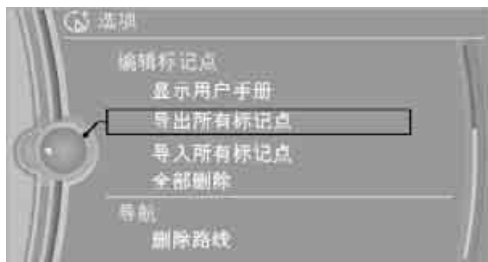 选项
编辑标记点
显示用户手册
导出所有标记点
导入所有标记点
全部删除
导航
删除路线